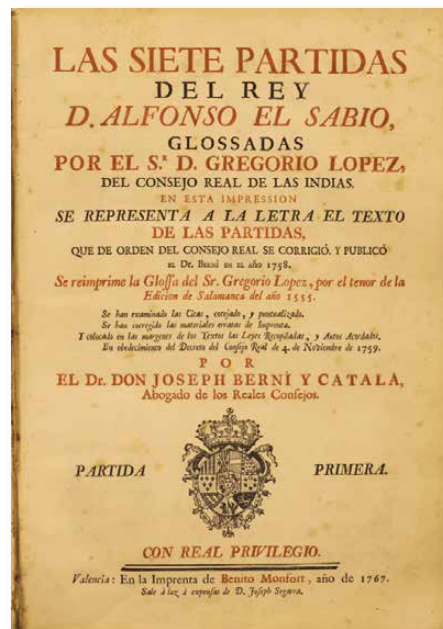 LAS SIETE PARTIDAS
DEL REY
D. ALFONSO EL SABIO,
GLOSSADAS
POR EL S.R D. GREGORIO LOPEZ,
DEL CONSEJO REAL DE LAS INDIAS.
EN ESTA IMPRESSION
SE REPRESENTA A LA LETRA EL TEXTO
DE LAS PARTIDAS,
QUE DE ORDEN DEL CONSEJO REAL SE CORRIGIÓ, Y PUBLICÓ
EL DR. BERNÍ EN EL AÑO 1758.
Se reimprime la Glossa del Sr. Gregorio Lopez, por el tenor de la
Edicion de Salamanca del año 1555.
Se han examinado las Citas, cotejado, y puntualizado.
Se han corregido las materiales erratas de Imprenta.
Y colocado en las margenes de los Textos las Leyes Recopiladas, y Autos Acordados.
En obedecimiento del Decreto del Consejo Real de 4. de Noviembre de 1759.
POR
EL Dr. DON JOSEPH BERNÍ Y CATALÁ,
Abogado de los Reales Consejos.
PARTIDA PRIMERA.
CON REAL PRIVILEGIO.
Valencia: En la Imprenta de Benito Monfort, año de 1767.
Sale á luz á expensas de D. Joseph Segarra.